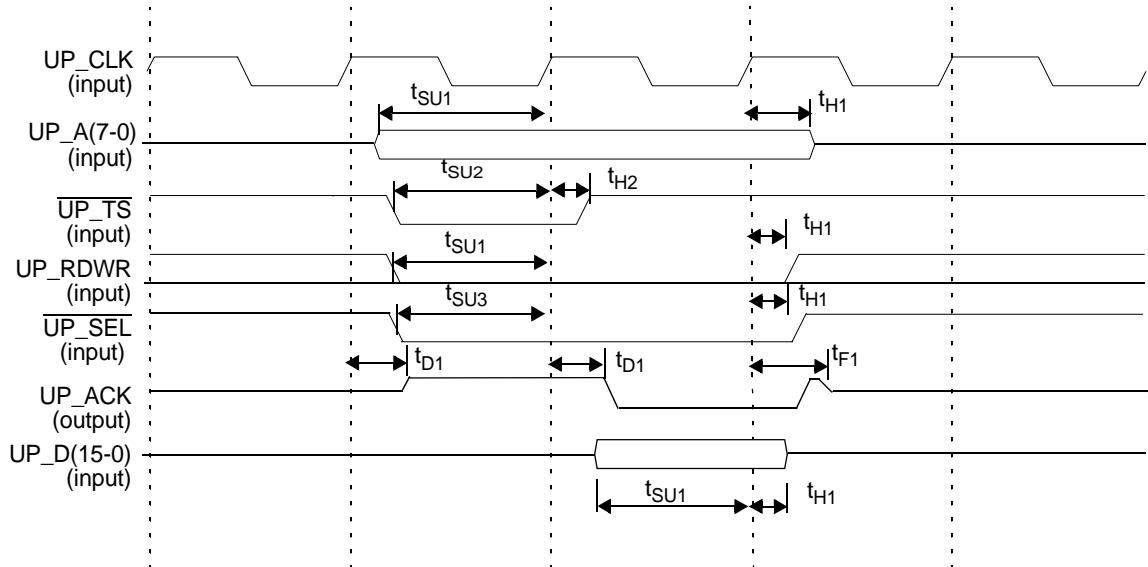 UP_CLK
(input)
tSU1
tH1
UP_A(7-0)
(input)
tSU2
tH2
UP_TS
(input)
tH1
tSU1
UP_RDWR
(input)
tSU3
tH1
UP_SEL
(input)
tD1
tD1
tF1
UP_ACK
(output)
UP_D(15-0)
(input)
tSU1
tH1